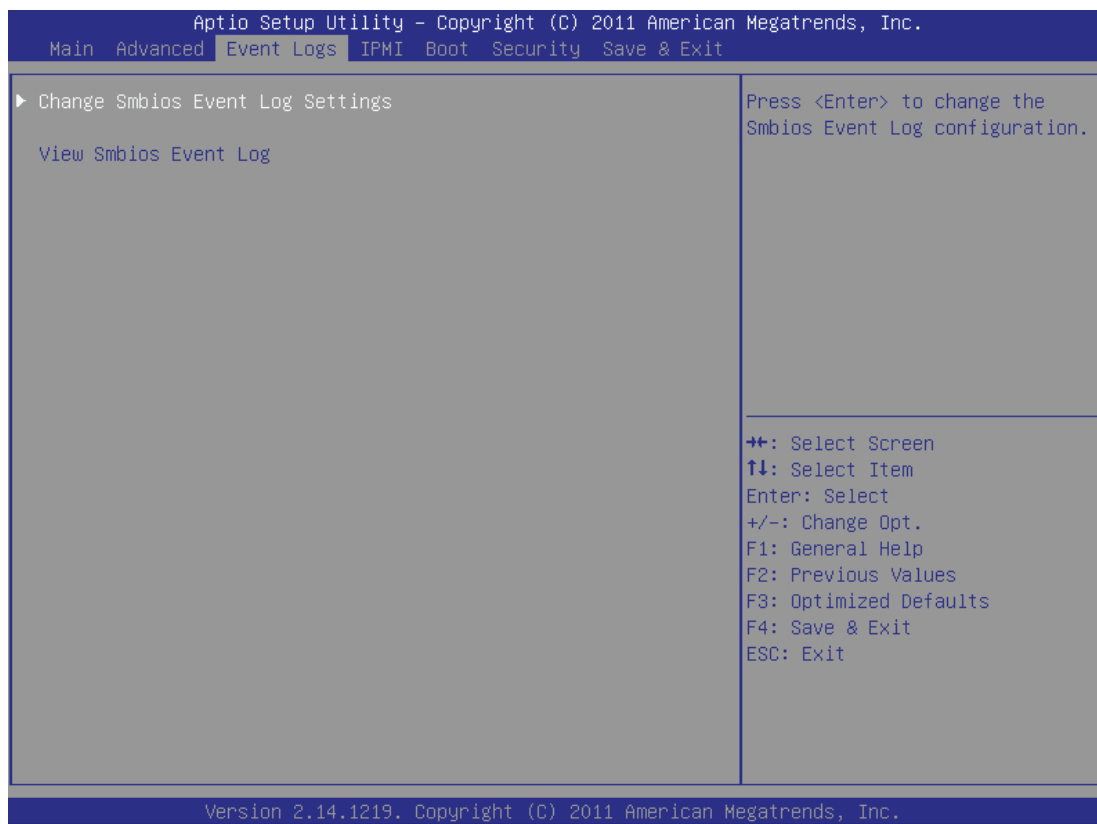 Aptio Setup Utility – Copyright (C) 2011 American Megatrends, Inc.
Main Advanced Event Logs IPMI Boot Security Save & Exit
▶ Change Smbios Event Log Settings
View Smbios Event Log
Press <Enter> to change the
Smbios Event Log configuration.
→←: Select Screen
↑↓: Select Item
Enter: Select
+/-: Change Opt.
F1: General Help
F2: Previous Values
F3: Optimized Defaults
F4: Save & Exit
ESC: Exit
Version 2.14.1219. Copyright (C) 2011 American Megatrends, Inc.